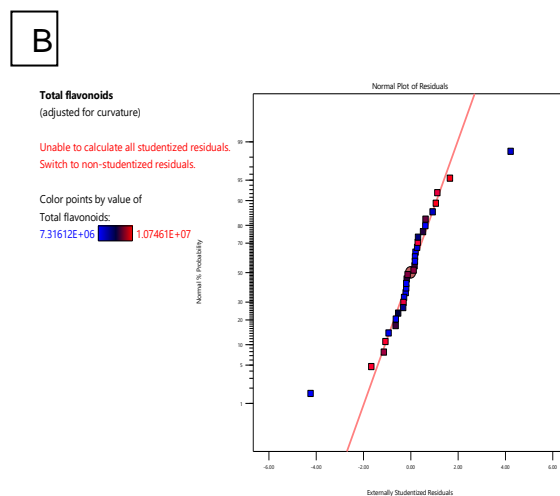 B
Total flavonoids
(adjusted for curvature)
Unable to calculate all studentized residuals.
Switch to non-studentized residuals.
Color points by value of
Total flavonoids:
7.31612E+06 1.07461E+07
Normal Plot of Residuals
Normal % Probability
99
95
90
80
70
50
30
20
10
5
1
-6.00 -4.00 -2.00 0.00 2.00 4.00 6.00
Externally Studentized Residuals